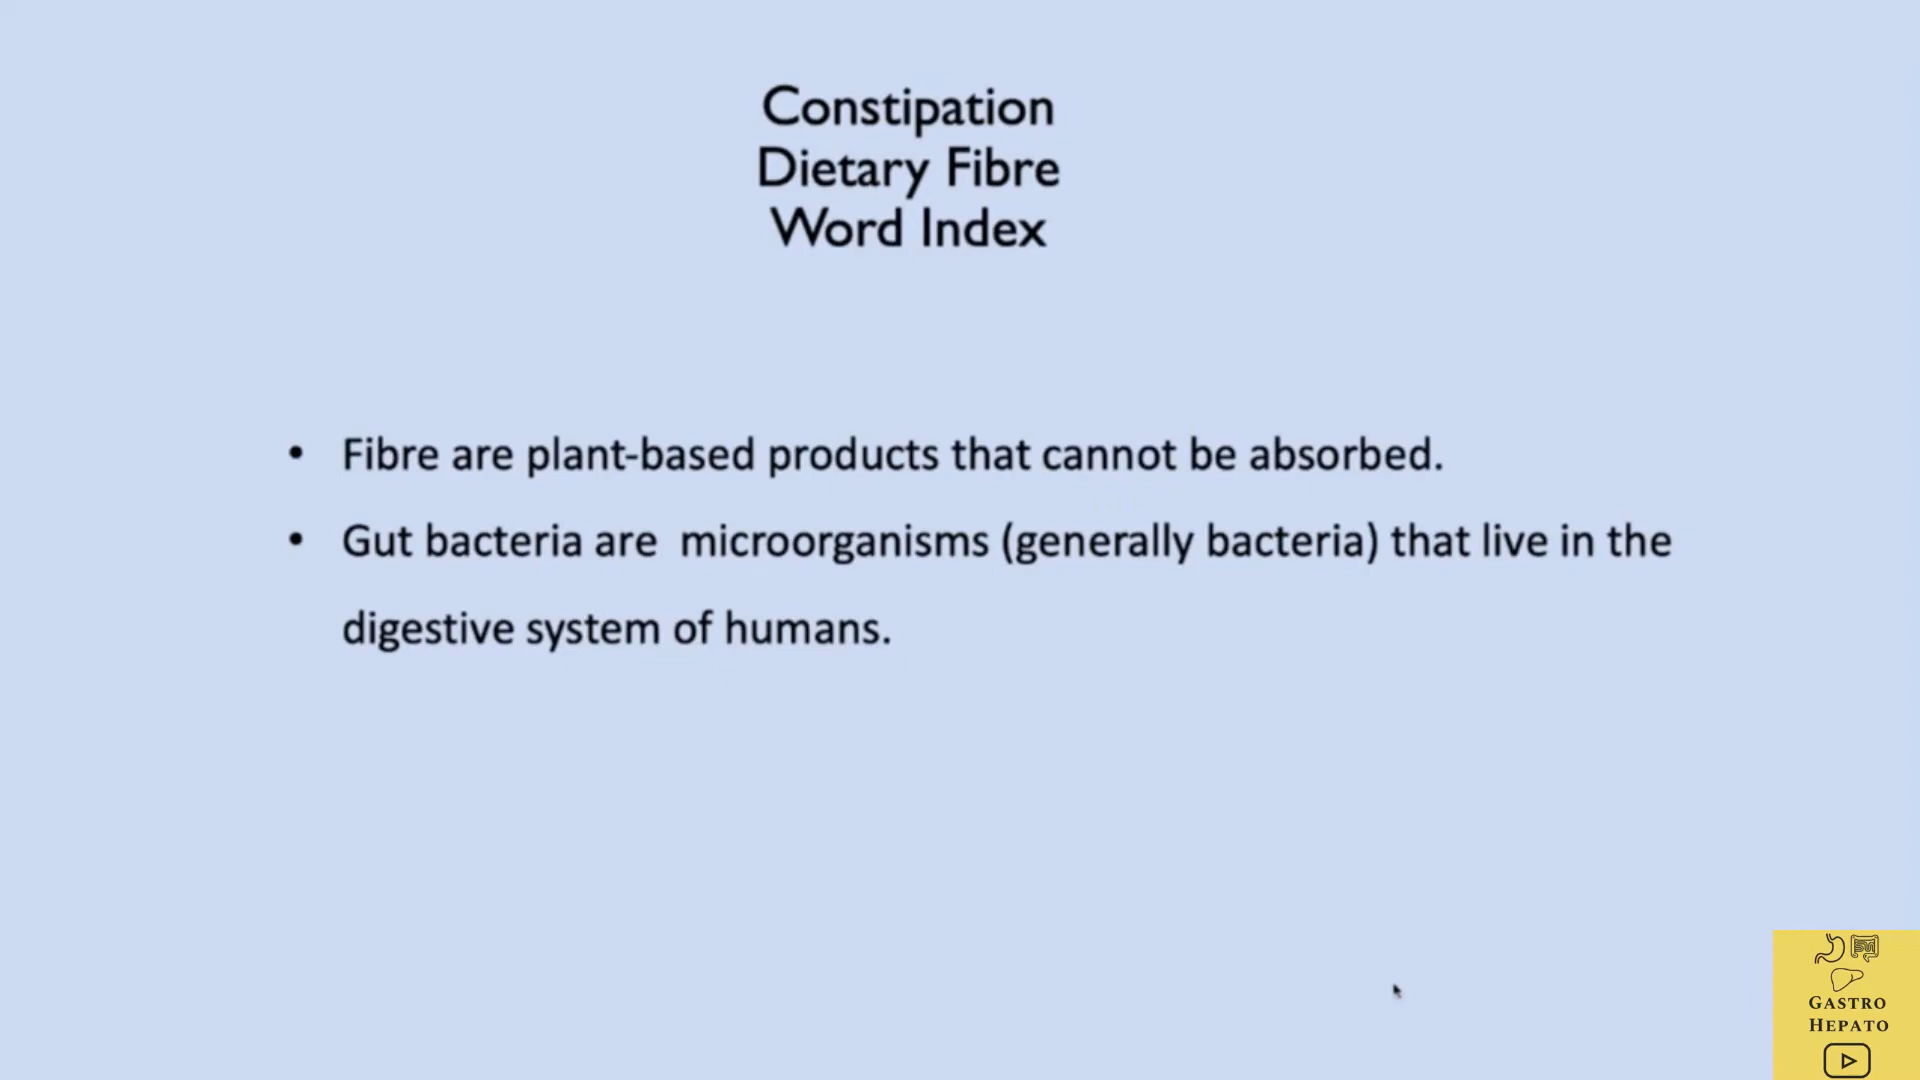 Constipation
Dietary Fibre
Word Index
• Fibre are plant-based products that cannot be absorbed.
• Gut bacteria are  microorganisms (generally bacteria) that live in the
digestive system of humans.
GASTRO
HEPATO